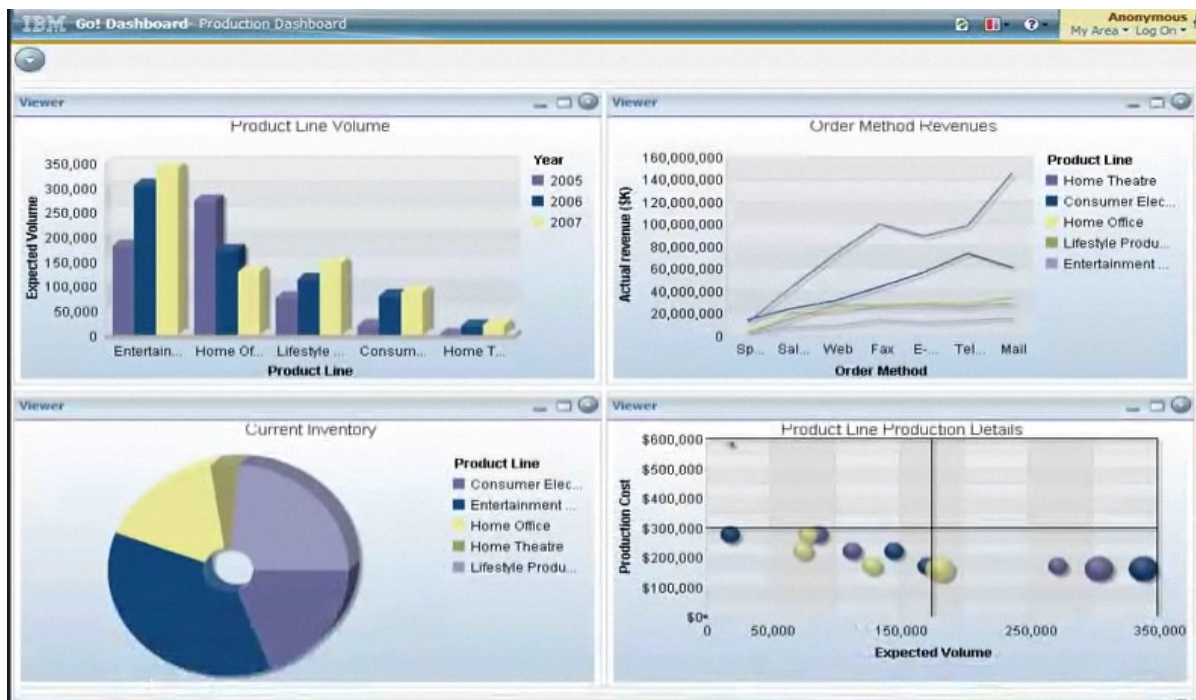 IBM Go! Dashboard - Production Dashboard
Anonymous
My Area Log On
Viewer
Product Line Volume
350,000
300,000
250,000
200,000
150,000
100,000
50,000
0
Expected Volume
Entertain... Home Of... Lifestyle ... Consum... Home T...
Product Line
Year
2005
2006
2007
Viewer
Order Method Revenues
160,000,000
140,000,000
120,000,000
100,000,000
80,000,000
60,000,000
40,000,000
20,000,000
0
Actual revenue ($K)
Sp... Sal... Web Fax E-... Tel... Mail
Order Method
Product Line
Home Theatre
Consumer Elec...
Home Office
Lifestyle Produ...
Entertainment ...
Viewer
Current Inventory
Product Line
Consumer Elec...
Entertainment ...
Home Office
Home Theatre
Lifestyle Produ...
Viewer
Product Line Production Details
$600,000
$500,000
$400,000
$300,000
$200,000
$100,000
$0
Production Cost
0 50,000 150,000 250,000 350,000
Expected Volume